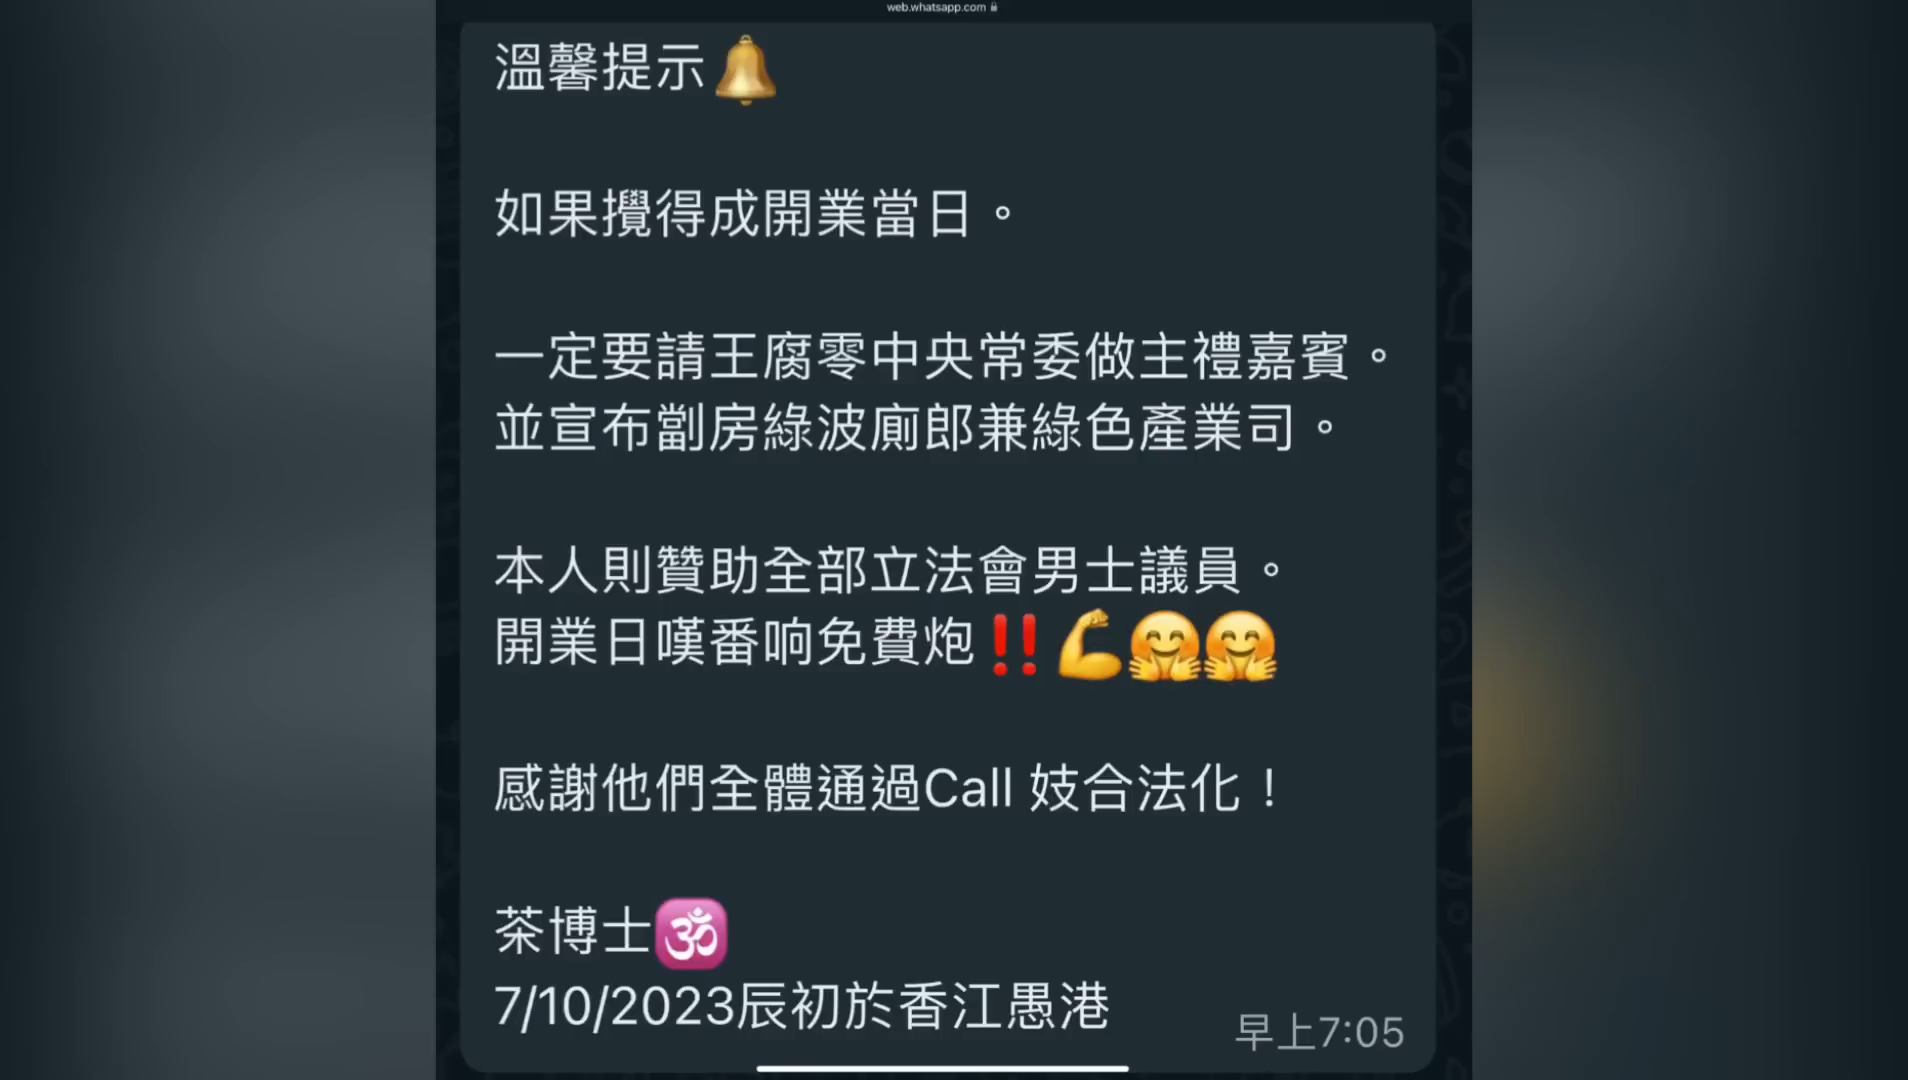 web.whatsapp.com
溫馨提示🔔
如果攪得成開業當日。
一定要請王腐零中央常委做主禮嘉賓。
並宣布劏房綠波廁郎兼綠色產業司。
本人則贊助全部立法會男士議員。
開業日嘆番响免費炮‼️💪🤗🤗
感謝他們全體通過Call 妓合法化！
茶博士🕉
7/10/2023辰初於香江愚港
早上7:05